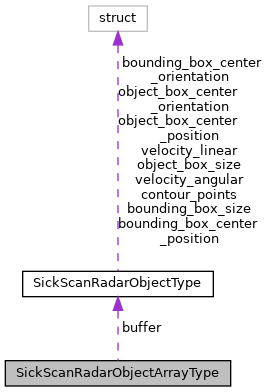 struct
bounding_box_center
_orientation
object_box_center
_orientation
object_box_center
_position
velocity_linear
object_box_size
velocity_angular
contour_points
bounding_box_size
bounding_box_center
_position
SickScanRadarObjectType
buffer
SickScanRadarObjectArrayType